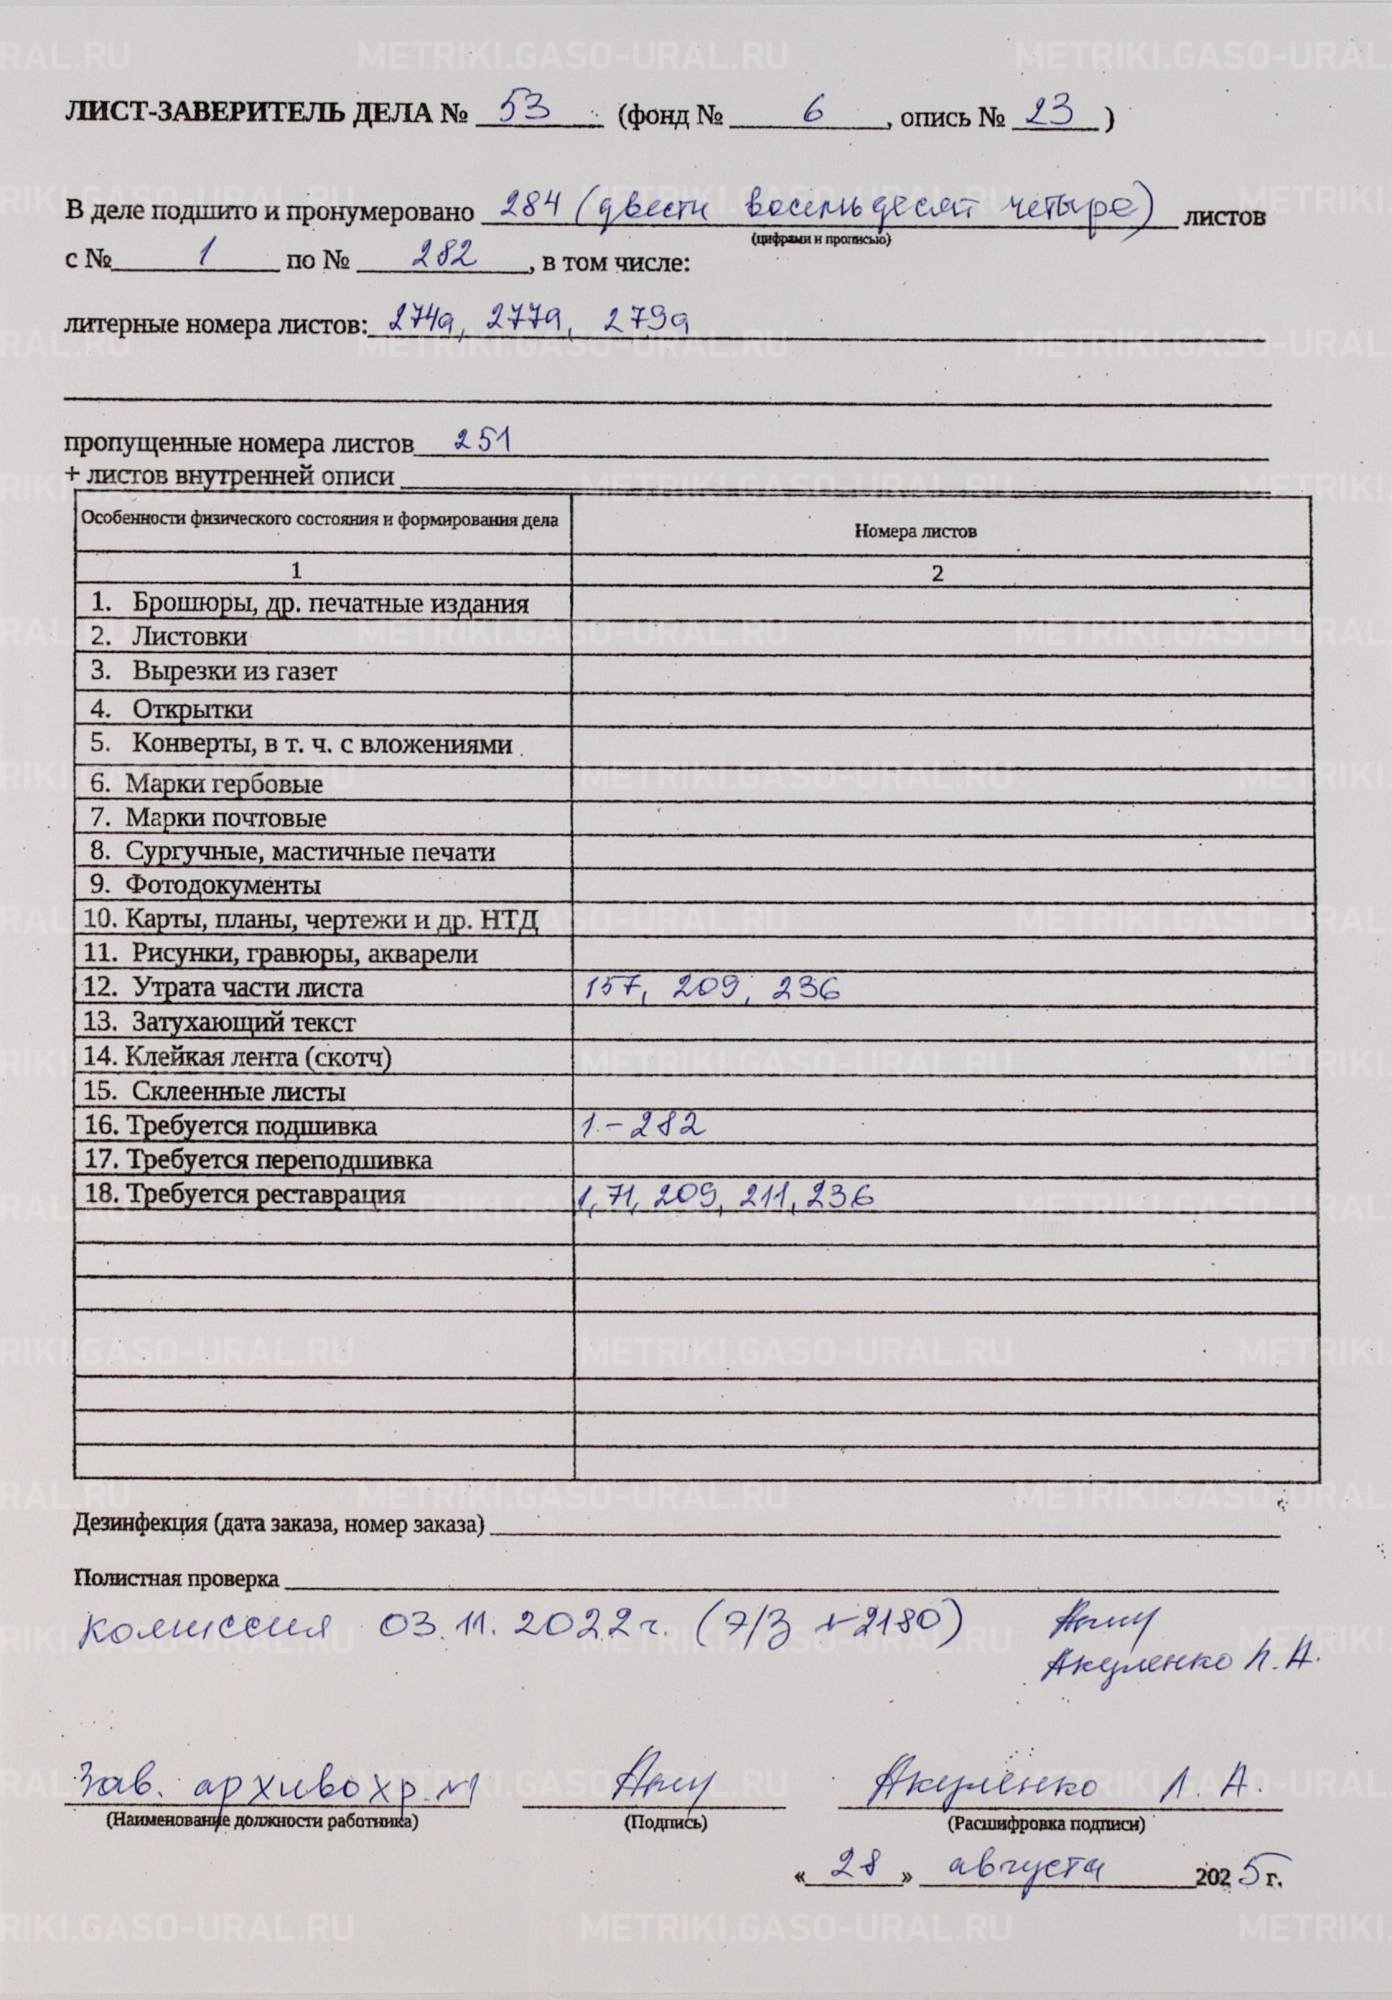 ЛИСТ-ЗАВЕРИТЕЛЬ ДЕЛА № 53 (фонд № 6, опись № 23)
В деле подшито и пронумеровано 284 (двести восемьдесят четыре) листов
(цифрами и прописью)
с № 1 по № 282, в том числе:
литерные номера листов: 274а, 277а, 279а
пропущенные номера листов 251
+ листов внутренней описи
Особенности физического состояния и формирования дела Номера листов
1 2
1. Брошюры, др. печатные издания
2. Листовки
3. Вырезки из газет
4. Открытки
5. Конверты, в т. ч. с вложениями
6. Марки гербовые
7. Марки почтовые
8. Сургучные, мастичные печати
9. Фотодокументы
10. Карты, планы, чертежи и др. НТД
11. Рисунки, гравюры, акварели
12. Утрата части листа 157, 209, 236
13. Затухающий текст
14. Клейкая лента (скотч)
15. Склеенные листы
16. Требуется подшивка 1-282
17. Требуется переподшивка
18. Требуется реставрация 1, 71, 209, 211, 236
Дезинфекция (дата заказа, номер заказа)
Полистная проверка
комиссия 03.11.2022 г. (7/3 2180)
Акуленко Л. А.
Зав. архивохр. №1 Акуленко Л. А.
(Наименование должности работника) (Подпись) (Расшифровка подписи)
«28» августа 2025 г.
METRIKI.GASO-URAL.RU